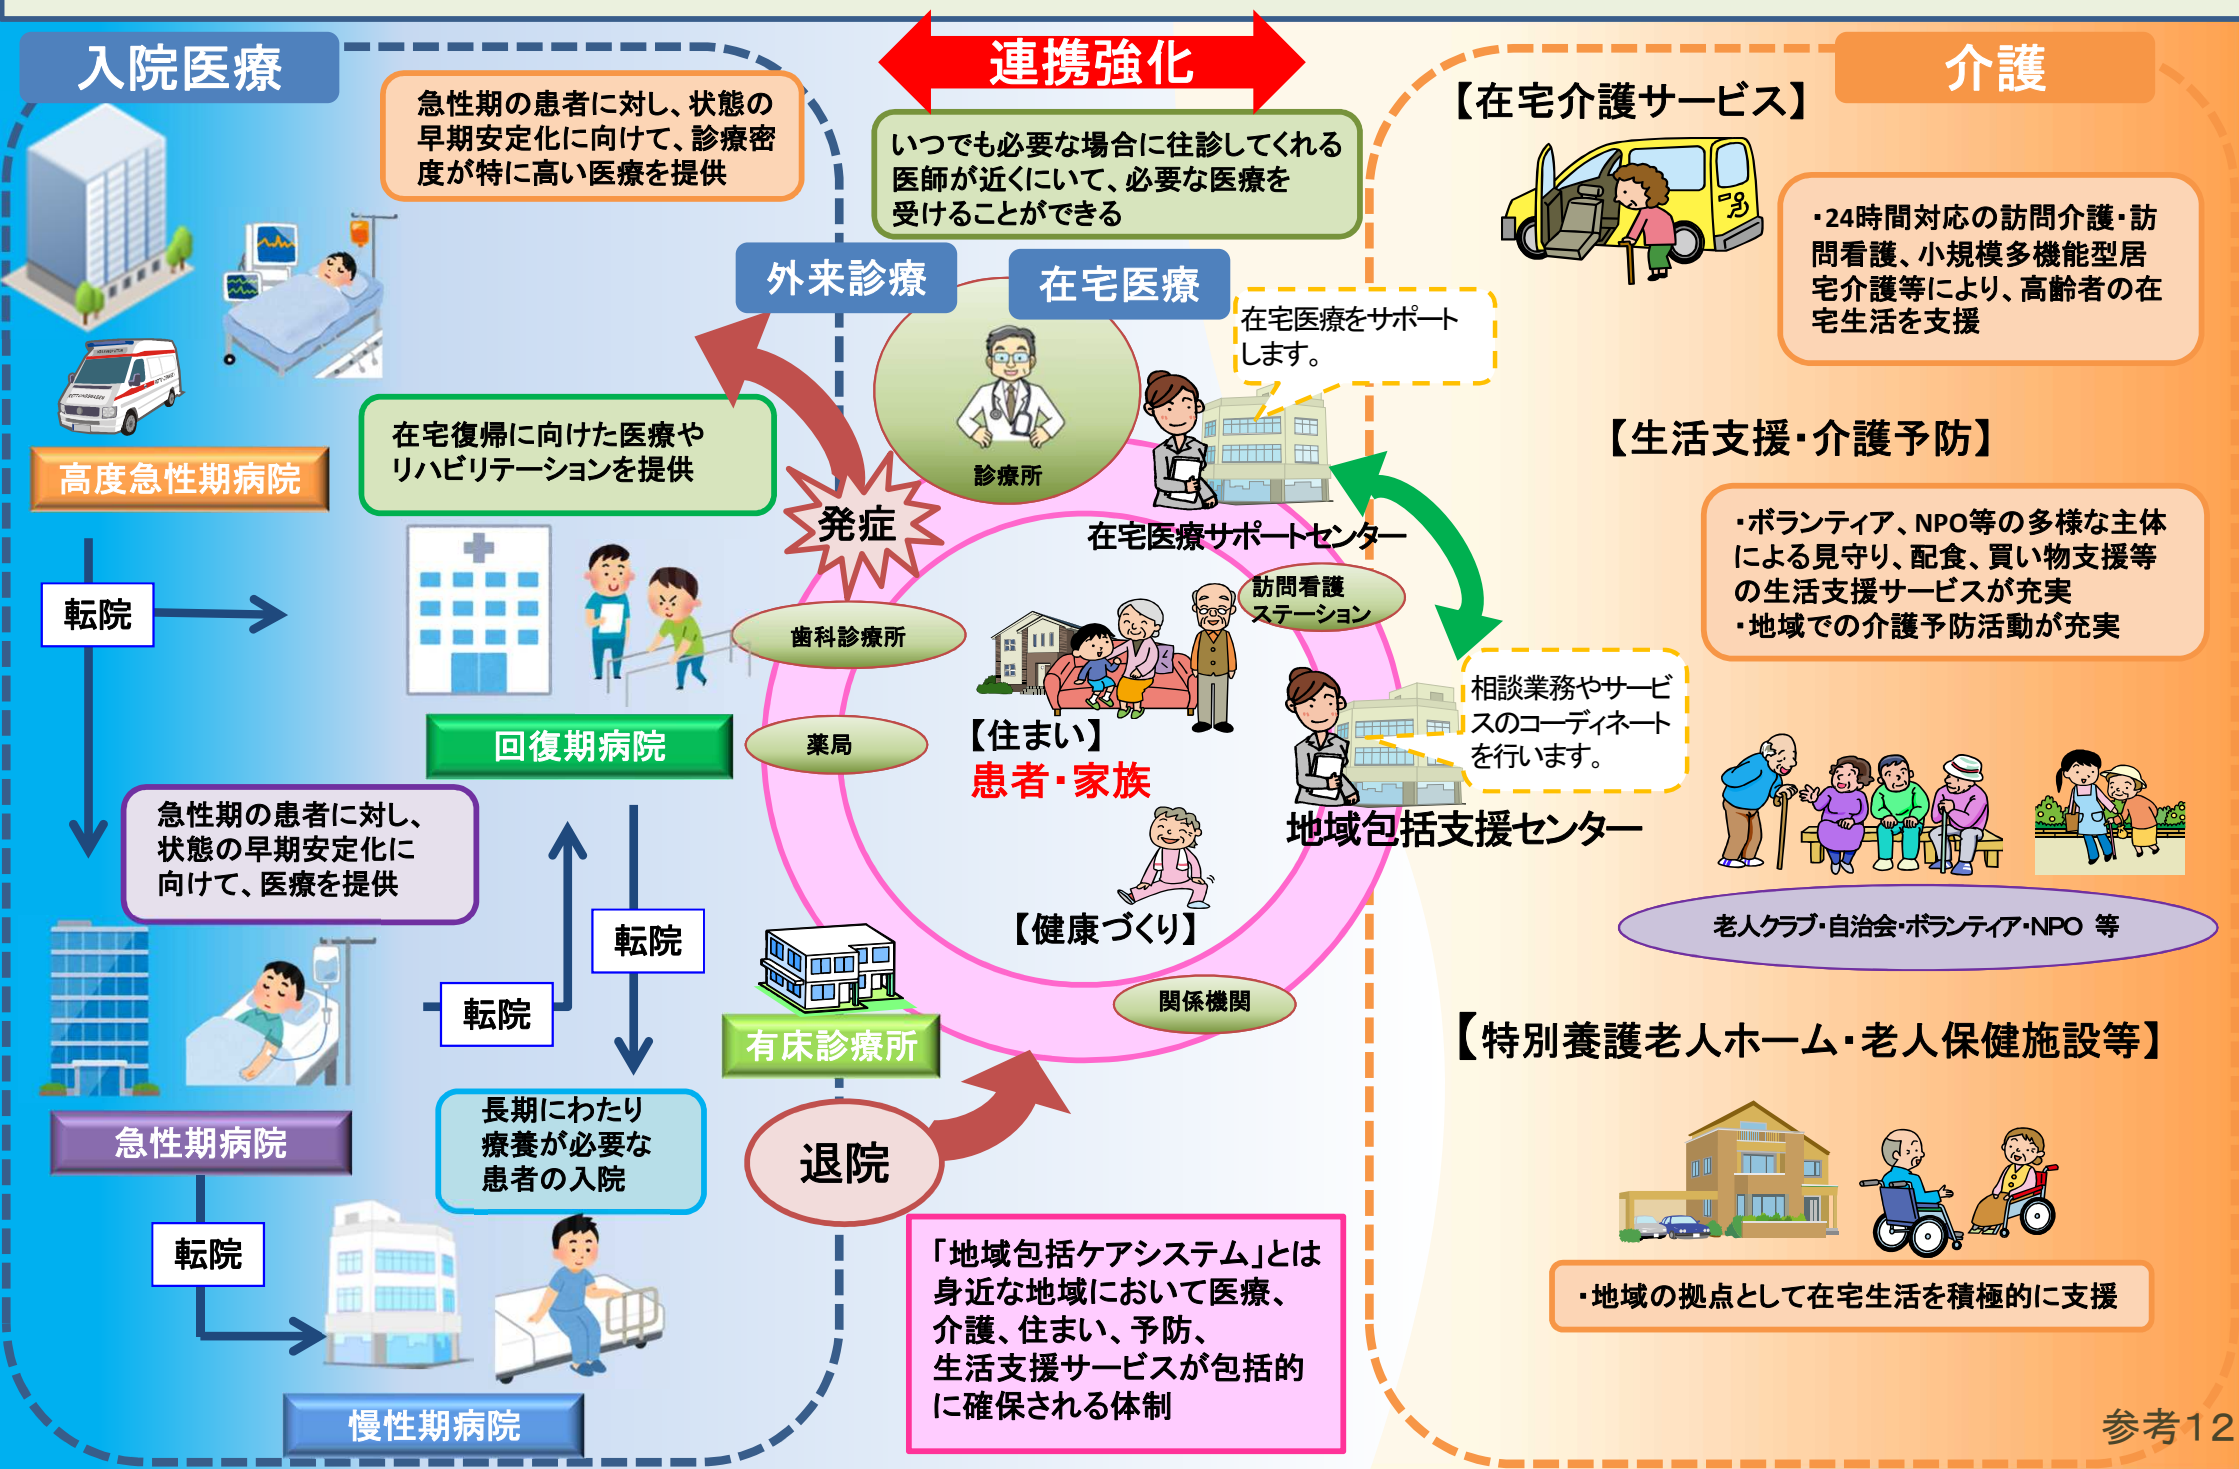 入院医療
急性期の患者に対し、状態の
早期安定化に向けて、診療密
度が特に高い医療を提供
高度急性期病院
転院
在宅復帰に向けた医療や
リハビリテーションを提供
回復期病院
急性期の患者に対し、
状態の早期安定化に
向けて、医療を提供
転院
転院
急性期病院
長期にわたり
療養が必要な
患者の入院
転院
慢性期病院
連携強化
いつでも必要な場合に往診してくれる
医師が近くにいて、必要な医療を
受けることができる
外来診療
在宅医療
診療所
在宅医療をサポート
します。
在宅医療サポートセンター
発症
訪問看護
ステーション
歯科診療所
薬局
【住まい】
患者・家族
相談業務やサービ
スのコーディネート
を行います。
地域包括支援センター
【健康づくり】
関係機関
有床診療所
退院
「地域包括ケアシステム」とは
身近な地域において医療、
介護、住まい、予防、
生活支援サービスが包括的
に確保される体制
介護
【在宅介護サービス】
・24時間対応の訪問介護・訪
問看護、小規模多機能型居
宅介護等により、高齢者の在
宅生活を支援
【生活支援・介護予防】
・ボランティア、NPO等の多様な主体
による見守り、配食、買い物支援等
の生活支援サービスが充実
・地域での介護予防活動が充実
老人クラブ・自治会・ボランティア・NPO 等
【特別養護老人ホーム・老人保健施設等】
・地域の拠点として在宅生活を積極的に支援
参考12